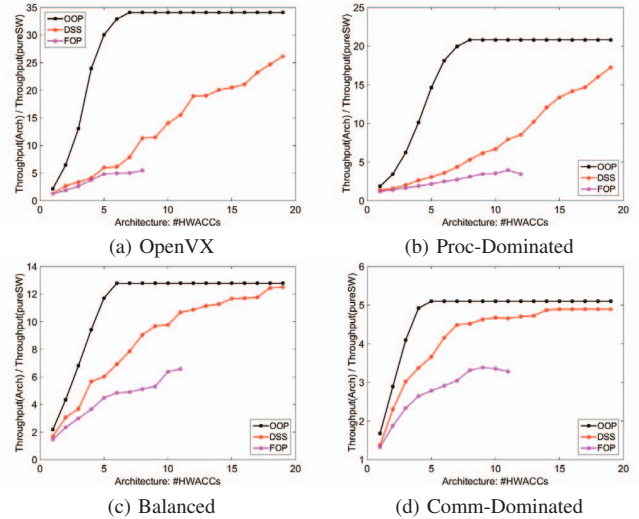 Throughput(Arch) / Throughput(pureSW)
35
30
25
20
15
10
5
0
OOP
DSS
FOP
0 5 10 15 20
Architecture: #HWACCs
(a) OpenVX
Throughput(Arch) / Throughput(pureSW)
25
20
15
10
5
0
OOP
DSS
FOP
0 5 10 15 20
Architecture: #HWACCs
(b) Proc-Dominated
Throughput(Arch) / Throughput(pureSW)
14
12
10
8
6
4
2
0
OOP
DSS
FOP
0 5 10 15 20
Architecture: #HWACCs
(c) Balanced
Throughput(Arch) / Throughput(pureSW)
6
5
4
3
2
1
OOP
DSS
FOP
0 5 10 15 20
Architecture: #HWACCs
(d) Comm-Dominated